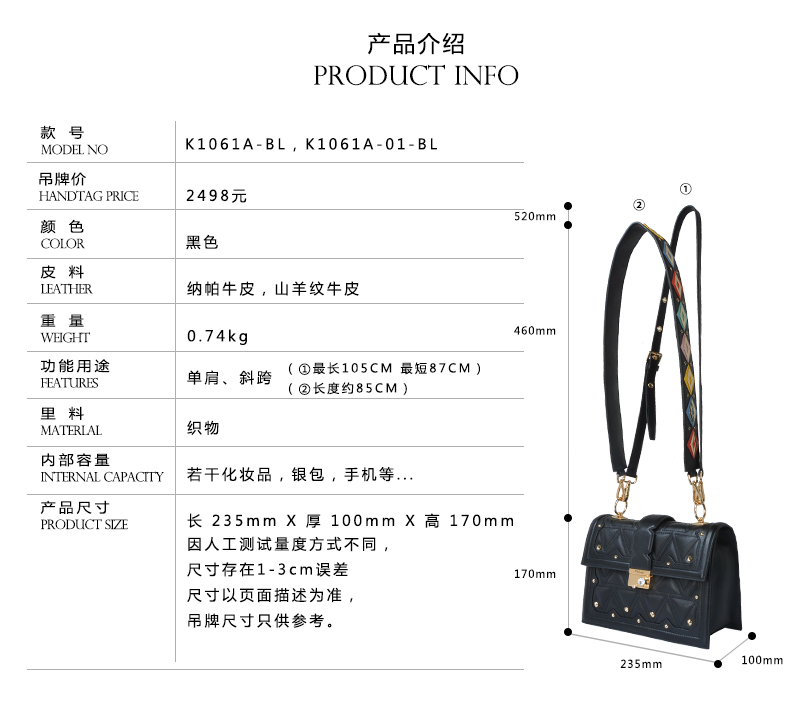 产品介绍
PRODUCT INFO
款 号
MODEL NO
K1061A-BL , K1061A-01-BL
吊牌价
HANDTAG PRICE
2498元
颜 色
COLOR
黑色
皮 料
LEATHER
纳帕牛皮，山羊纹牛皮
重 量
WEIGHT
0.74kg
功能用途
FEATURES
单肩、斜跨
（ ①最长105CM 最短87CM ）
（ ②长度约85CM ）
里 料
MATERLAL
织物
内部容量
INTERNAL CAPACITY
若干化妆品，银包，手机等...
产品尺寸
PRODUCT SIZE
长 235mm X 厚 100mm X 高 170mm
因人工测试量度方式不同，
尺寸存在1-3cm误差
尺寸以页面描述为准，
吊牌尺寸只供参考。
①
②
520mm
460mm
170mm
235mm
100mm